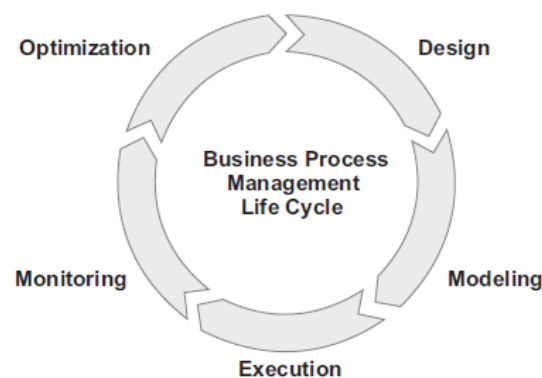 Optimization
Design
Business Process
Management
Life Cycle
Monitoring
Modeling
Execution